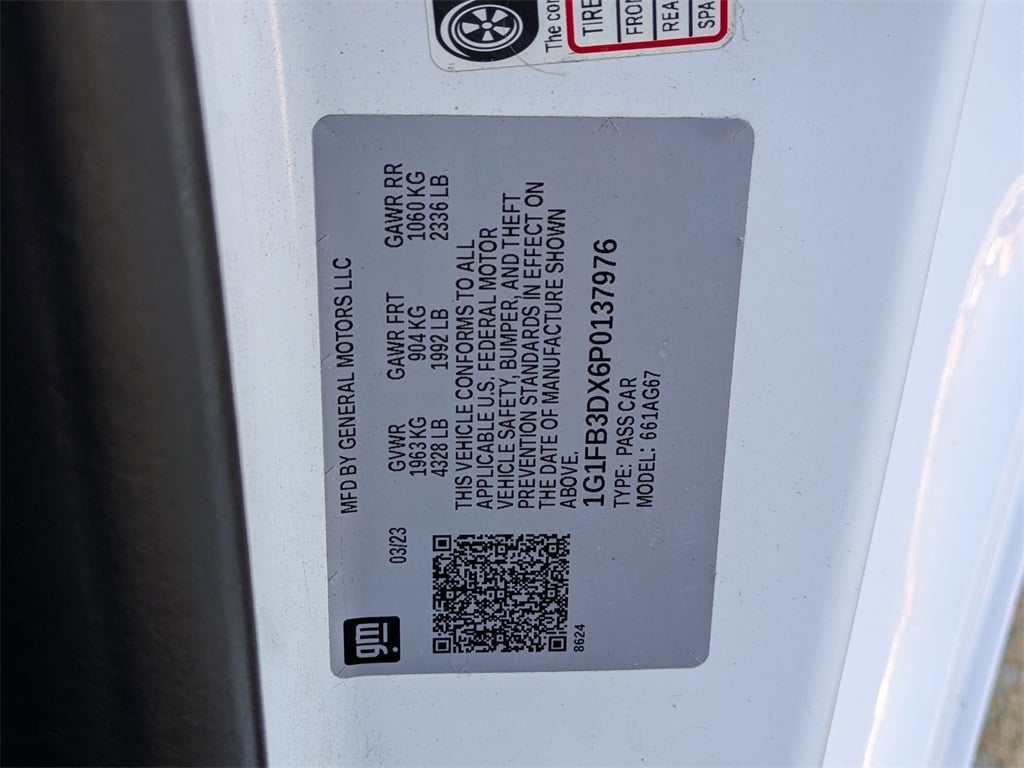 The
TIRE
FRON
REA
SPA
MFD BY GENERAL MOTORS LLC
03/23
GVWR GAWR FRT GAWR RR
1963 KG 904 KG 1060 KG
4328 LB 1992 LB 2336 LB
THIS VEHICLE CONFORMS TO ALL
APPLICABLE U.S. FEDERAL MOTOR
VEHICLE SAFETY, BUMPER, AND THEFT
PREVENTION STANDARDS IN EFFECT ON
THE DATE OF MANUFACTURE SHOWN
ABOVE.
1G1FB3DX6P0137976
TYPE: PASS CAR
MODEL: 661AG67
gm
8624